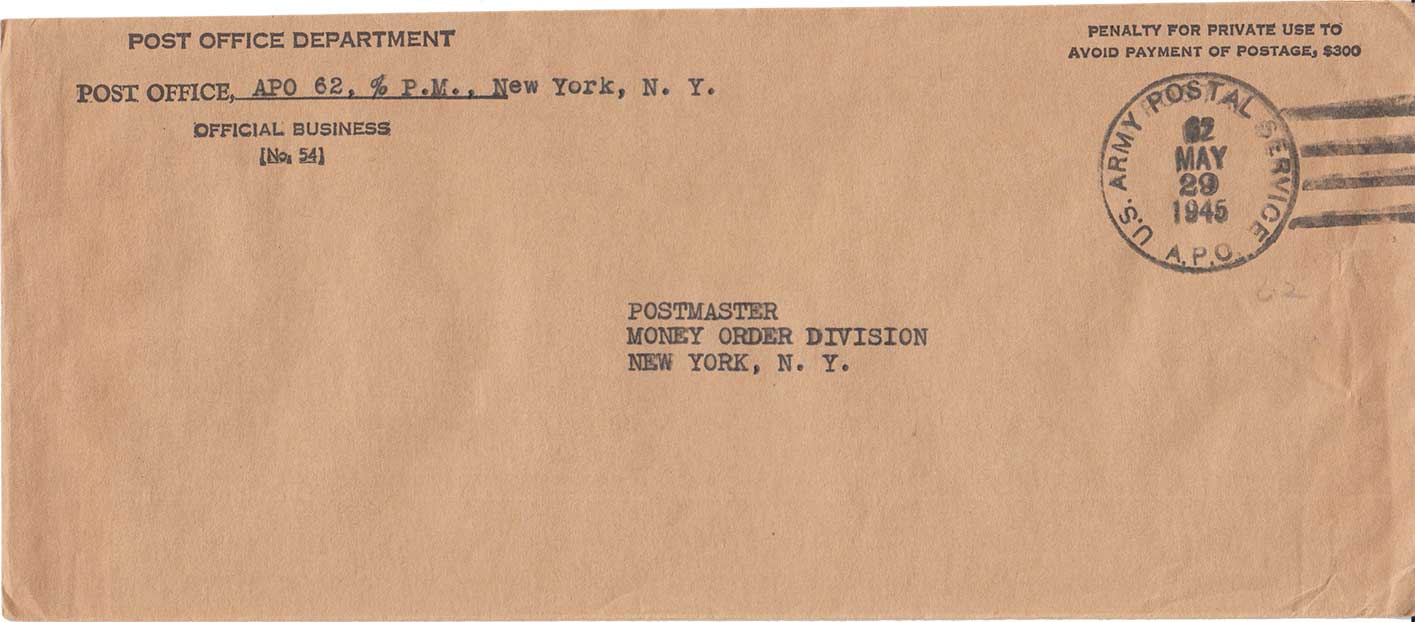 POST OFFICE DEPARTMENT
POST OFFICE, APO 62, % P.M., New York, N. Y.
OFFICIAL BUSINESS
[No. 54]
PENALTY FOR PRIVATE USE TO
AVOID PAYMENT OF POSTAGE, $300
U.S. ARMY POSTAL SERVICE
62
MAY
29
1945
A.P.O.
62
POSTMASTER
MONEY ORDER DIVISION
NEW YORK, N. Y.